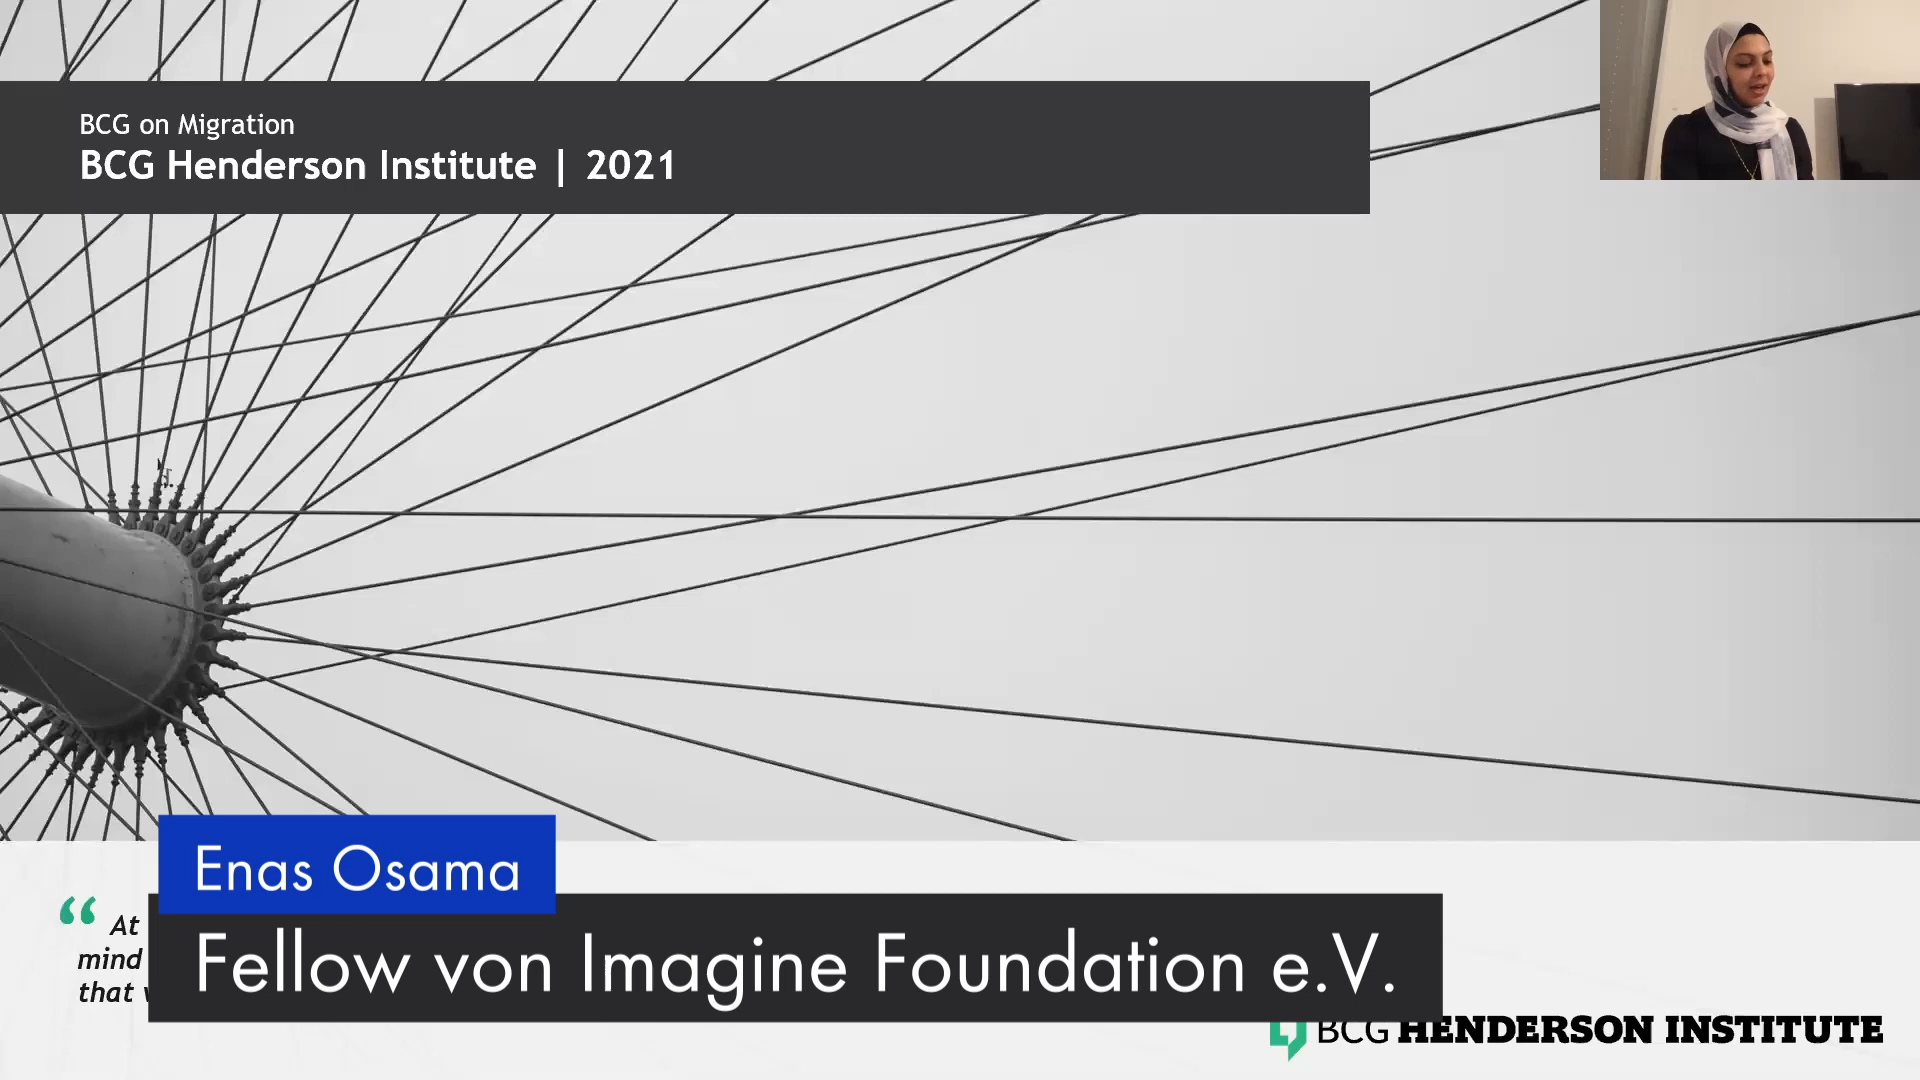 BCG on Migration
BCG Henderson Institute | 2021
Enas Osama
Fellow von Imagine Foundation e.V.
“ At
mind
that
BCG HENDERSON INSTITUTE